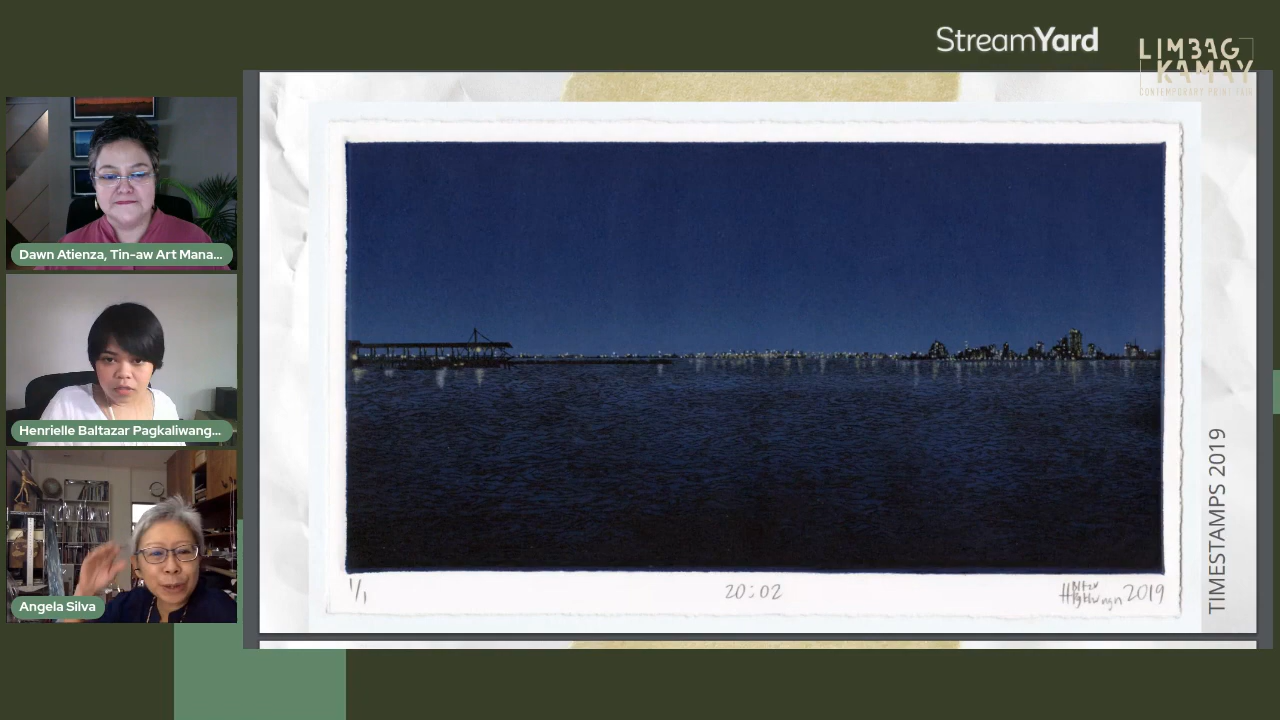 StreamYard
LIMBAG
KAMAY
CONTEMPORARY PRINT FAIR
Dawn Atienza, Tin-aw Art Mana...
Henrielle Baltazar Pagkaliwang...
Angela Silva
TIMESTAMPS 2019
1/1
20:02
2019